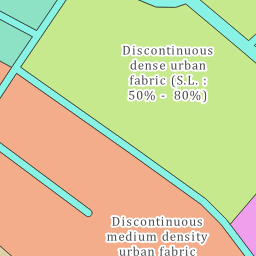 Discontinuous
dense urban
fabric (S.L. :
50% - 80%)
Discontinuous
medium density
urban fabric